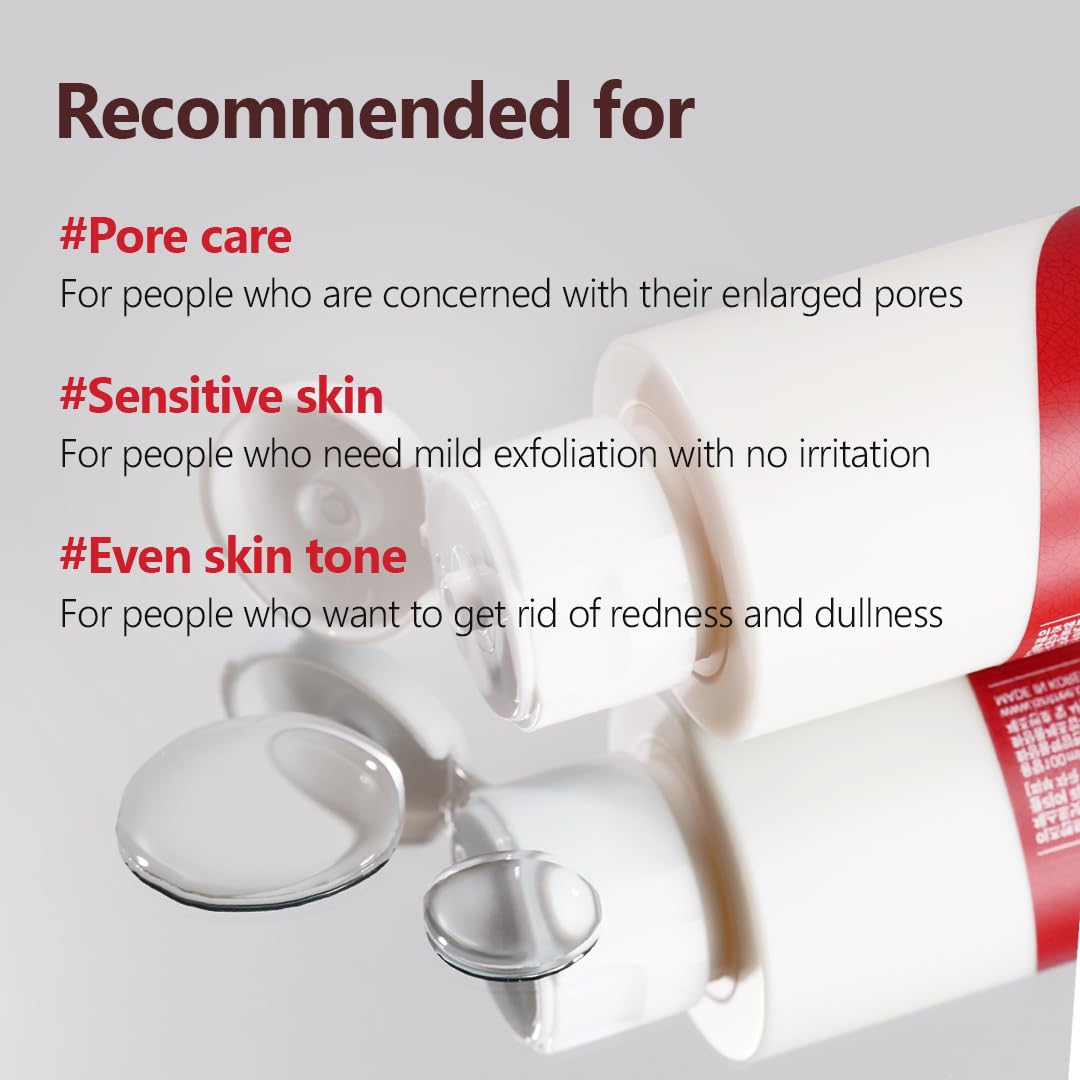 Recommended for
#Pore care
For people who are concerned with their enlarged pores
#Sensitive skin
For people who need mild exfoliation with no irritation
#Even skin tone
For people who want to get rid of redness and dullness
MADE IN KORE